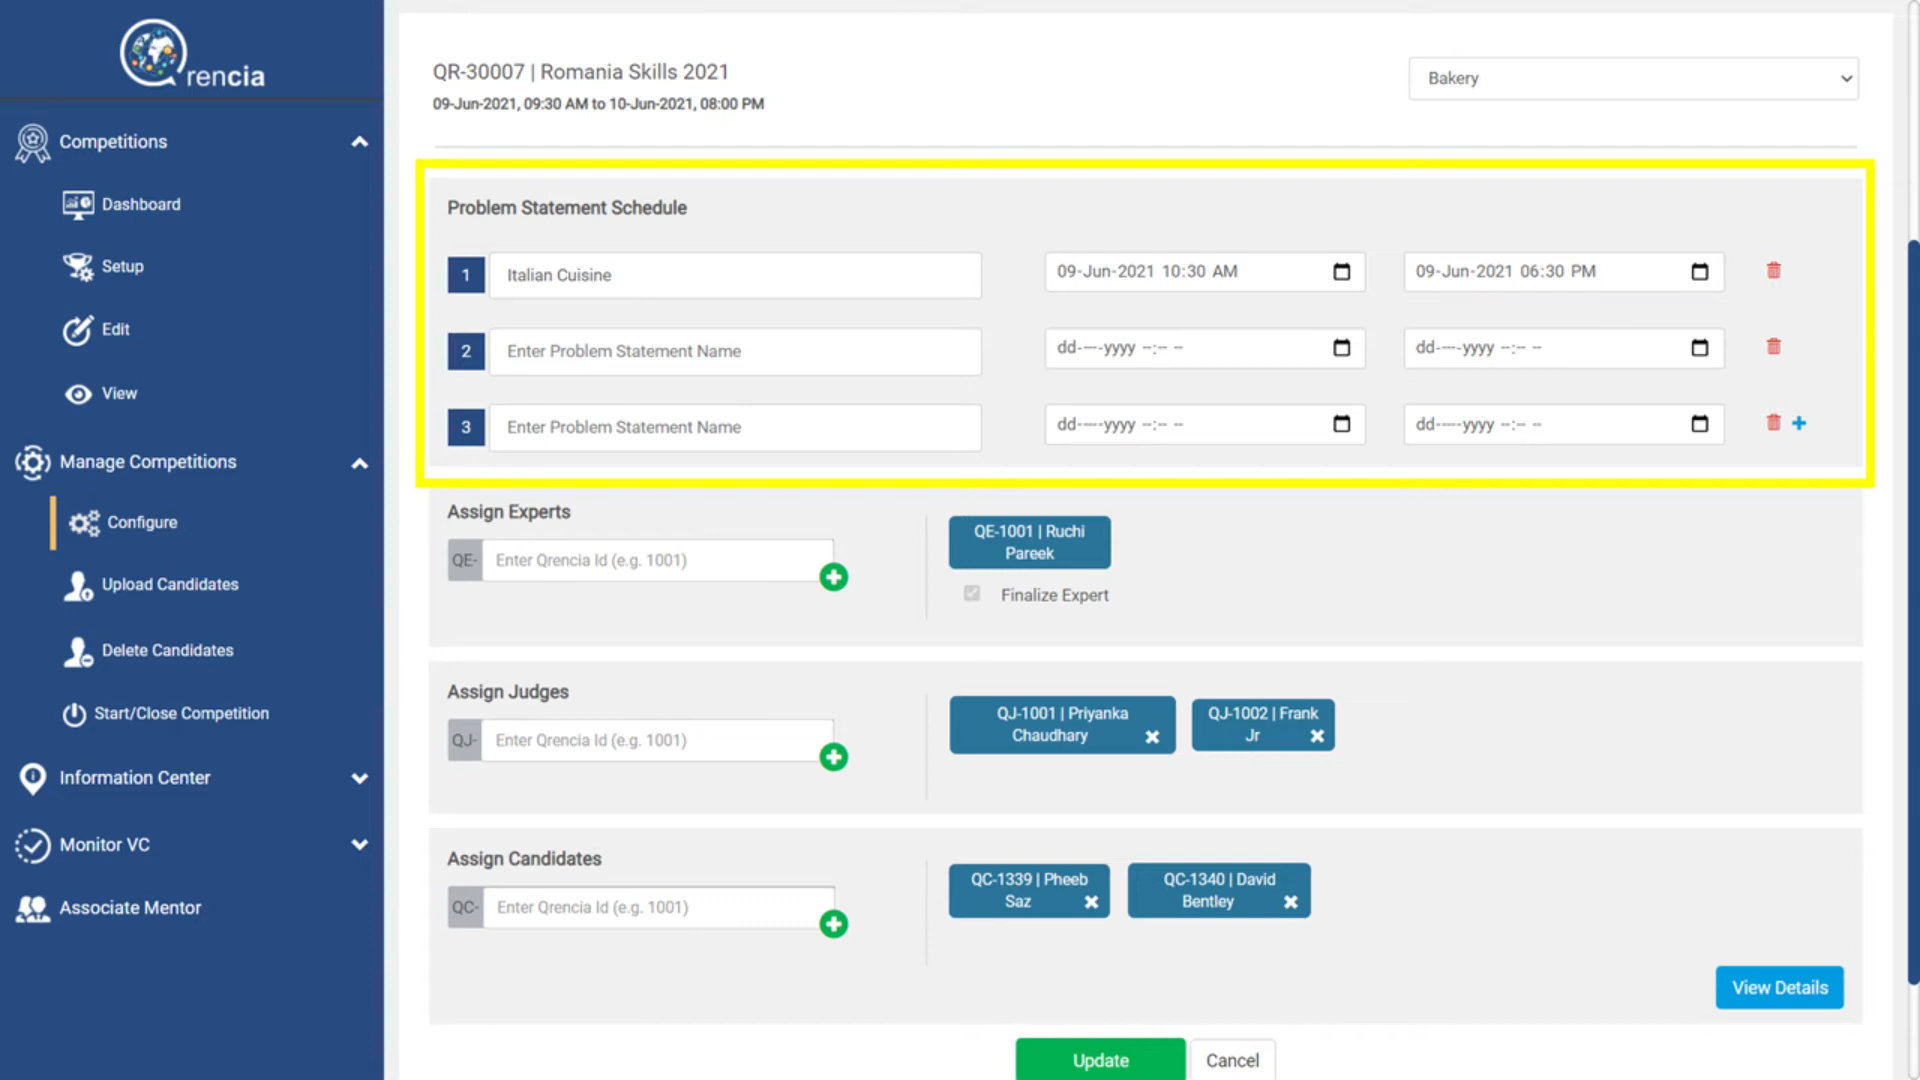 Qrencia
Competitions
Dashboard
Setup
Edit
View
Manage Competitions
Configure
Upload Candidates
Delete Candidates
Start/Close Competition
Information Center
Monitor VC
Associate Mentor
QR-30007 | Romania Skills 2021
09-Jun-2021, 09:30 AM to 10-Jun-2021, 08:00 PM
Bakery
Problem Statement Schedule
1 Italian Cuisine 09-Jun-2021 10:30 AM 09-Jun-2021 06:30 PM
2 Enter Problem Statement Name dd-----yyyy --:-- -- dd-----yyyy --:-- --
3 Enter Problem Statement Name dd-----yyyy --:-- -- dd-----yyyy --:-- --
Assign Experts
QE- Enter Qrencia Id (e.g. 1001)
QE-1001 | Ruchi
Pareek
Finalize Expert
Assign Judges
QJ- Enter Qrencia Id (e.g. 1001)
QJ-1001 | Priyanka
Chaudhary
QJ-1002 | Frank
Jr
Assign Candidates
QC- Enter Qrencia Id (e.g. 1001)
QC-1339 | Pheeb
Saz
QC-1340 | David
Bentley
View Details
Update Cancel